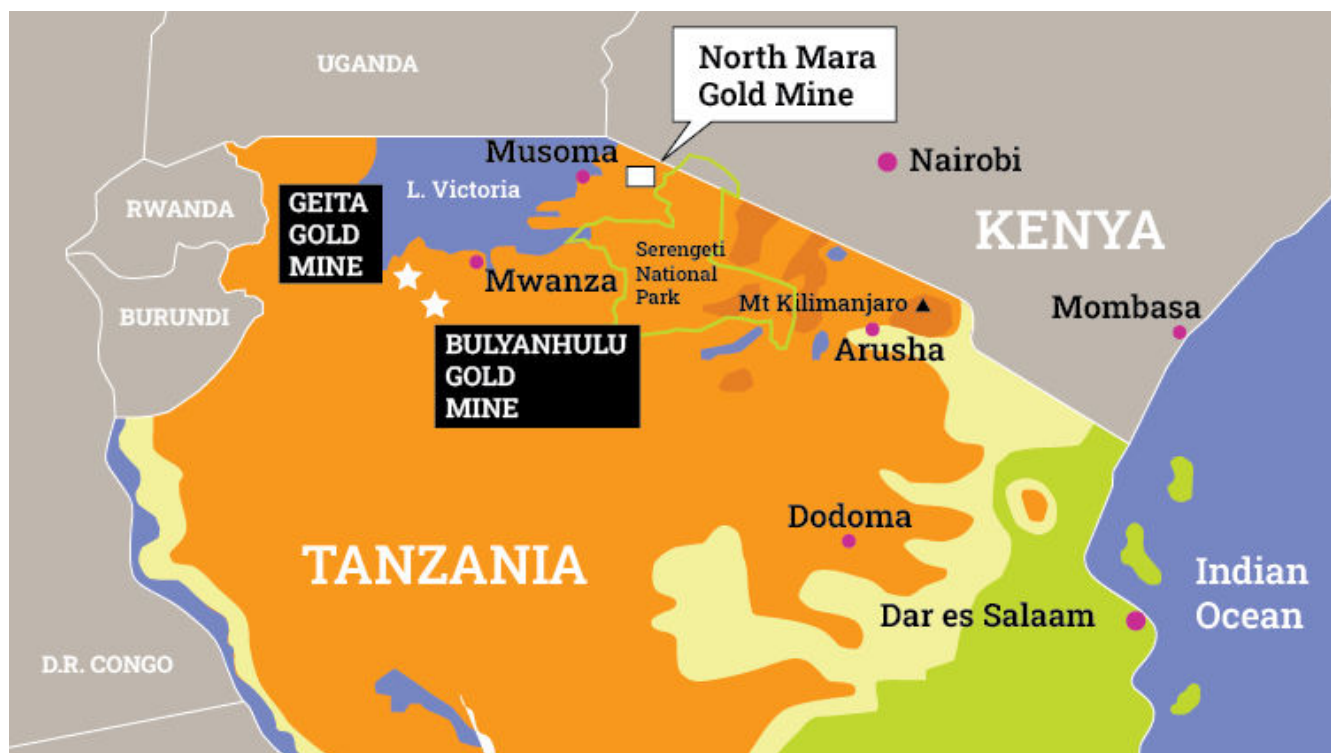 UGANDA
North Mara
Gold Mine
Musoma
Nairobi
L. Victoria
RWANDA
GEITA
GOLD
MINE
KENYA
Serengeti
National
Park
Mwanza
Mt Kilimanjaro
Mombasa
BURUNDI
Arusha
BULYANHULU
GOLD
MINE
Dodoma
TANZANIA
Indian
Ocean
Dar es Salaam
D.R. CONGO